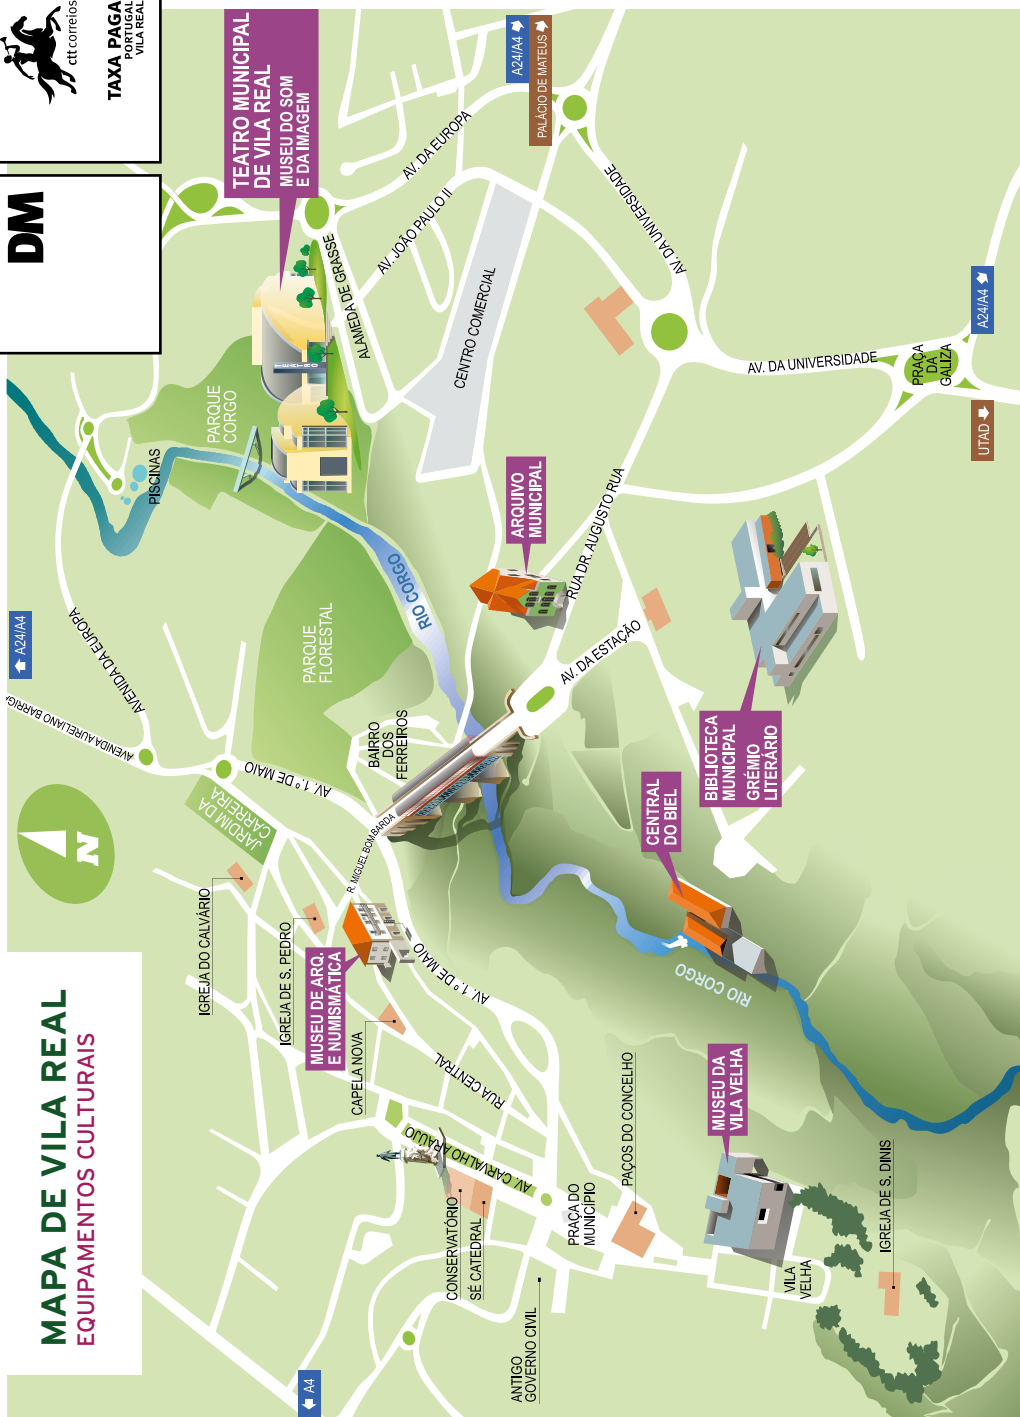 MAPA DE VILA REAL
EQUIPAMENTOS CULTURAIS
N
ctt correios
TAXA PAGA
PORTUGAL
VILA REAL
DM
A4
A24/A4
AVENIDA AURELIANO BARRIGA
AVENIDA DA EUROPA
PISCINAS
PARQUE
CORGO
PARQUE
FLORESTAL
RIO CORGO
TEATRO MUNICIPAL
DE VILA REAL
MUSEU DO SOM
E DA IMAGEM
TEATRO
ALAMEDA DE GRASSE
AV. JOÃO PAULO II
AV. DA EUROPA
A24/A4
PALÁCIO DE MATEUS
CENTRO COMERCIAL
AV. DA UNIVERSIDADE
AV. DA UNIVERSIDADE
PRAÇA
DA
GALIZA
A24/A4
UTAD
ARQUIVO
MUNICIPAL
RUA DR. AUGUSTO RUA
AV. DA ESTAÇÃO
BAIRRO
DOS
FERREIROS
AV. 1.º DE MAIO
JARDIM DA
CARREIRA
R. MIGUEL BOMBARDA
IGREJA DO CALVÁRIO
IGREJA DE S. PEDRO
MUSEU DE ARQ.
E NUMISMÁTICA
CAPELA NOVA
AV. 1.º DE MAIO
RUA CENTRAL
AV. CARVALHO ARAÚJO
CONSERVATÓRIO
SÉ CATEDRAL
ANTIGO
GOVERNO CIVIL
PRAÇA DO
MUNICÍPIO
PAÇOS DO CONCELHO
BIBLIOTECA
MUNICIPAL
GRÉMIO
LITERÁRIO
CENTRAL
DO BIEL
RIO CORGO
MUSEU DA
VILA VELHA
VILA
VELHA
IGREJA DE S. DINIS